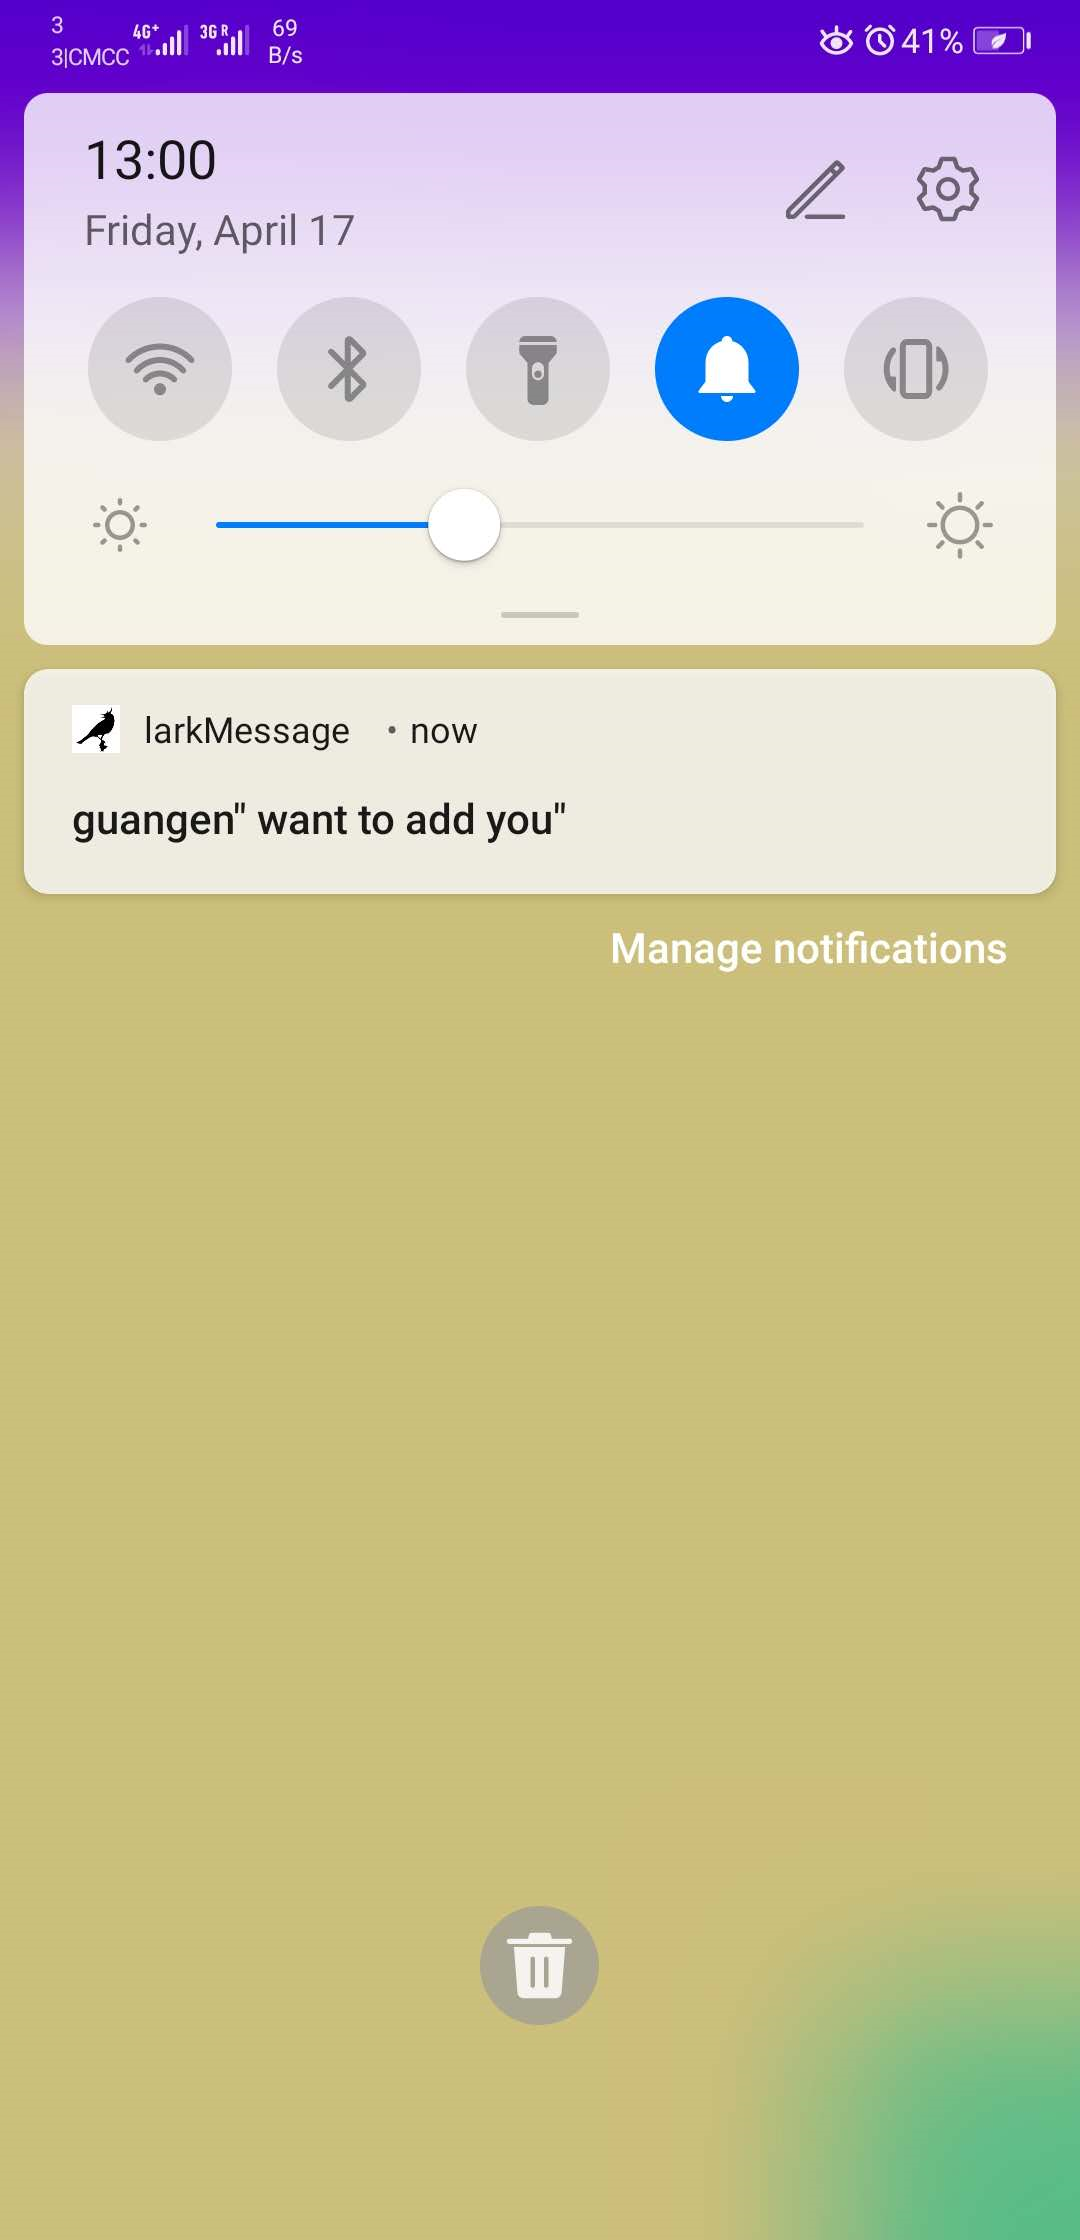 3
3|CMCC
4G+
3G R
69
B/s
41%
13:00
Friday, April 17
larkMessage • now
guangen" want to add you"
Manage notifications